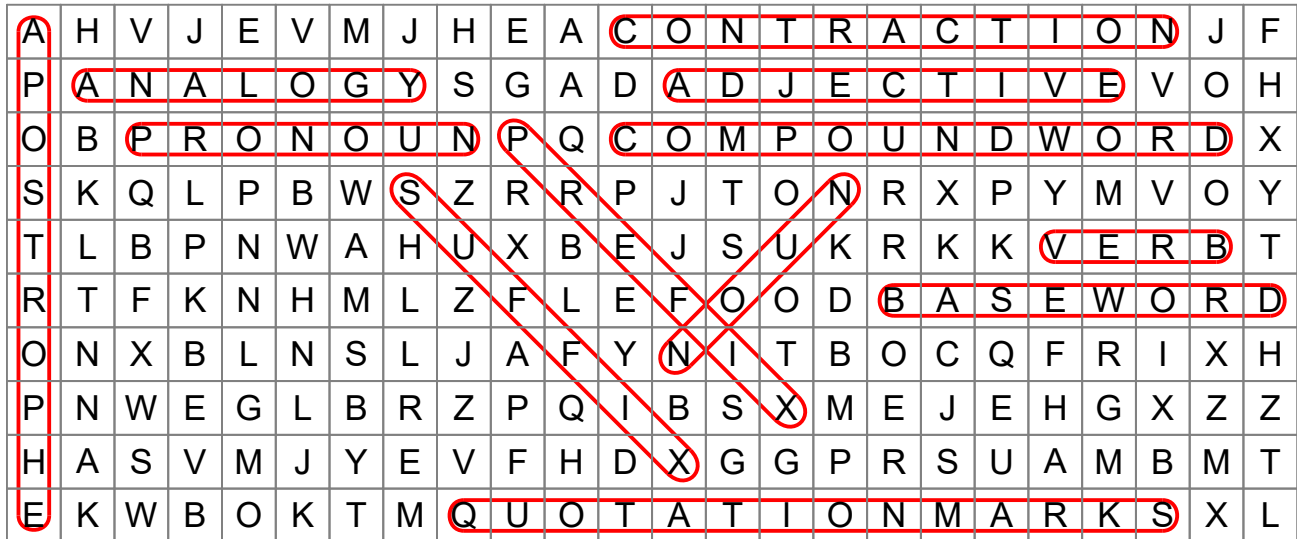 A H V J E V M J H E A C O N T R A C T I O N J F
P A N A L O G Y S G A D A D J E C T I V E V O H
O B P R O N O U N P Q C O M P O U N D W O R D X
S K Q L P B W S Z R R P J T O N R X P Y M V O Y
T L B P N W A H U X B E J S U K R K K V E R B T
R T F K N H M L Z F L E F O O D B A S E W O R D
O N X B L N S L J A F Y N I T B O C Q F R I X H
P N W E G L B R Z P Q I B S X M E J E H G X Z Z
H A S V M J Y E V F H D X G G P R S U A M B M T
E K W B O K T M Q U O T A T I O N M A R K S X L